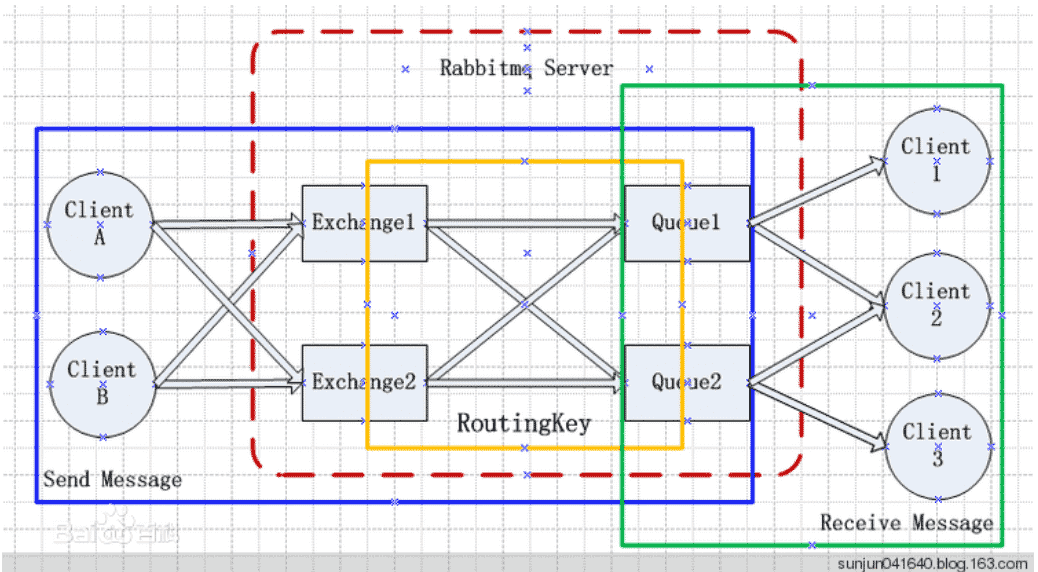 Rabbitmq Server
Client
A
Client
B
Exchange1
Exchange2
RoutingKey
Queue1
Queue2
Client
1
Client
2
Client
3
Send Message
Receive Message
Baidu百科
sunjun041640.blog.163.com